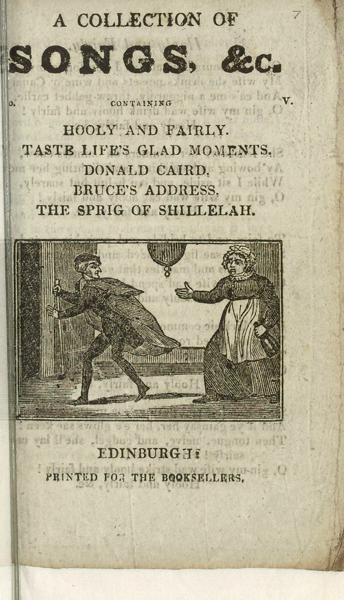 A COLLECTION OF
7
SONGS, &c.
o. CONTAINING V.
HOOLY AND FAIRLY.
TASTE LIFE'S GLAD MOMENTS.
DONALD CAIRD.
BRUCE'S ADDRESS.
THE SPRIG OF SHILLELAH.
EDINBURGH:
PRINTED FOR THE BOOKSELLERS.